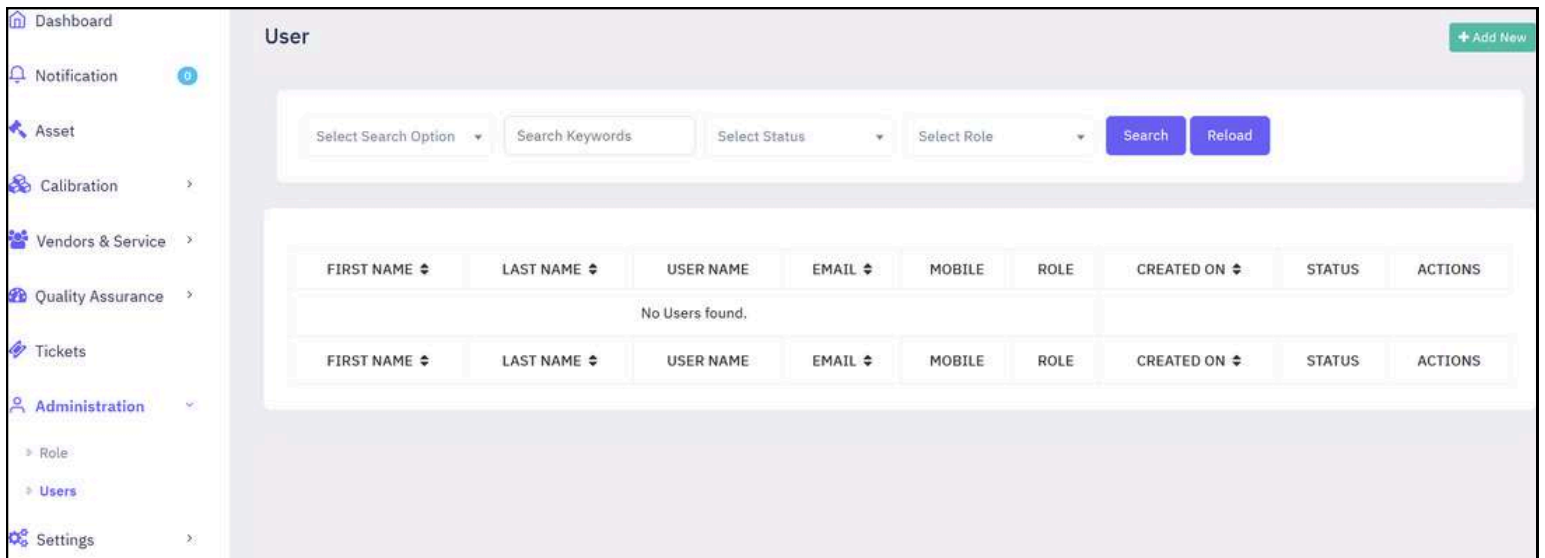 Dashboard
User
+ Add New
Notification 0
Asset
Select Search Option
Search Keywords
Select Status
Select Role
Search
Reload
Calibration
Vendors & Service
Quality Assurance
Tickets
Administration
Role
Users
Settings
FIRST NAME LAST NAME USER NAME EMAIL MOBILE ROLE CREATED ON STATUS ACTIONS
No Users found.
FIRST NAME LAST NAME USER NAME EMAIL MOBILE ROLE CREATED ON STATUS ACTIONS